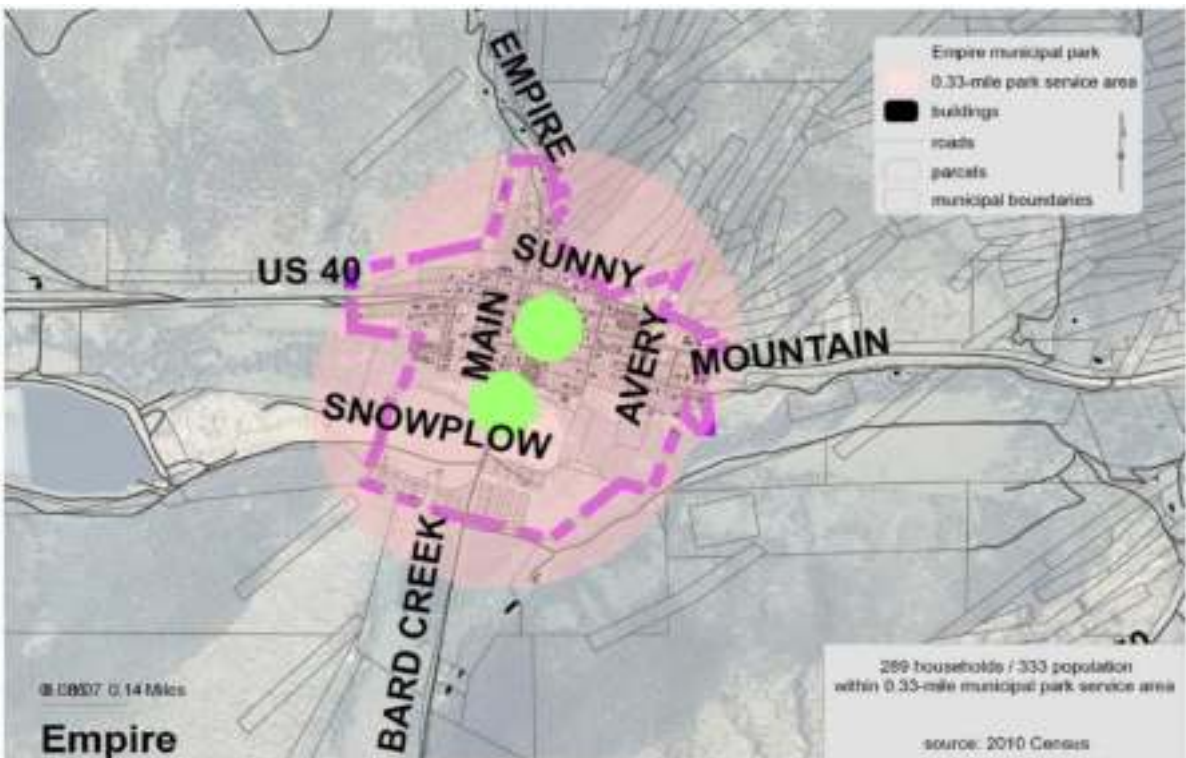 EMPIRE
Empire municipal park
0.33-mile park service area
buildings
roads
parcels
municipal boundaries
US 40
SUNNY
MAIN
AVERY
MOUNTAIN
SNOWPLOW
BARD CREEK
0.14 Miles
Empire
289 households / 333 population
within 0.33-mile municipal park service area
source: 2010 Census